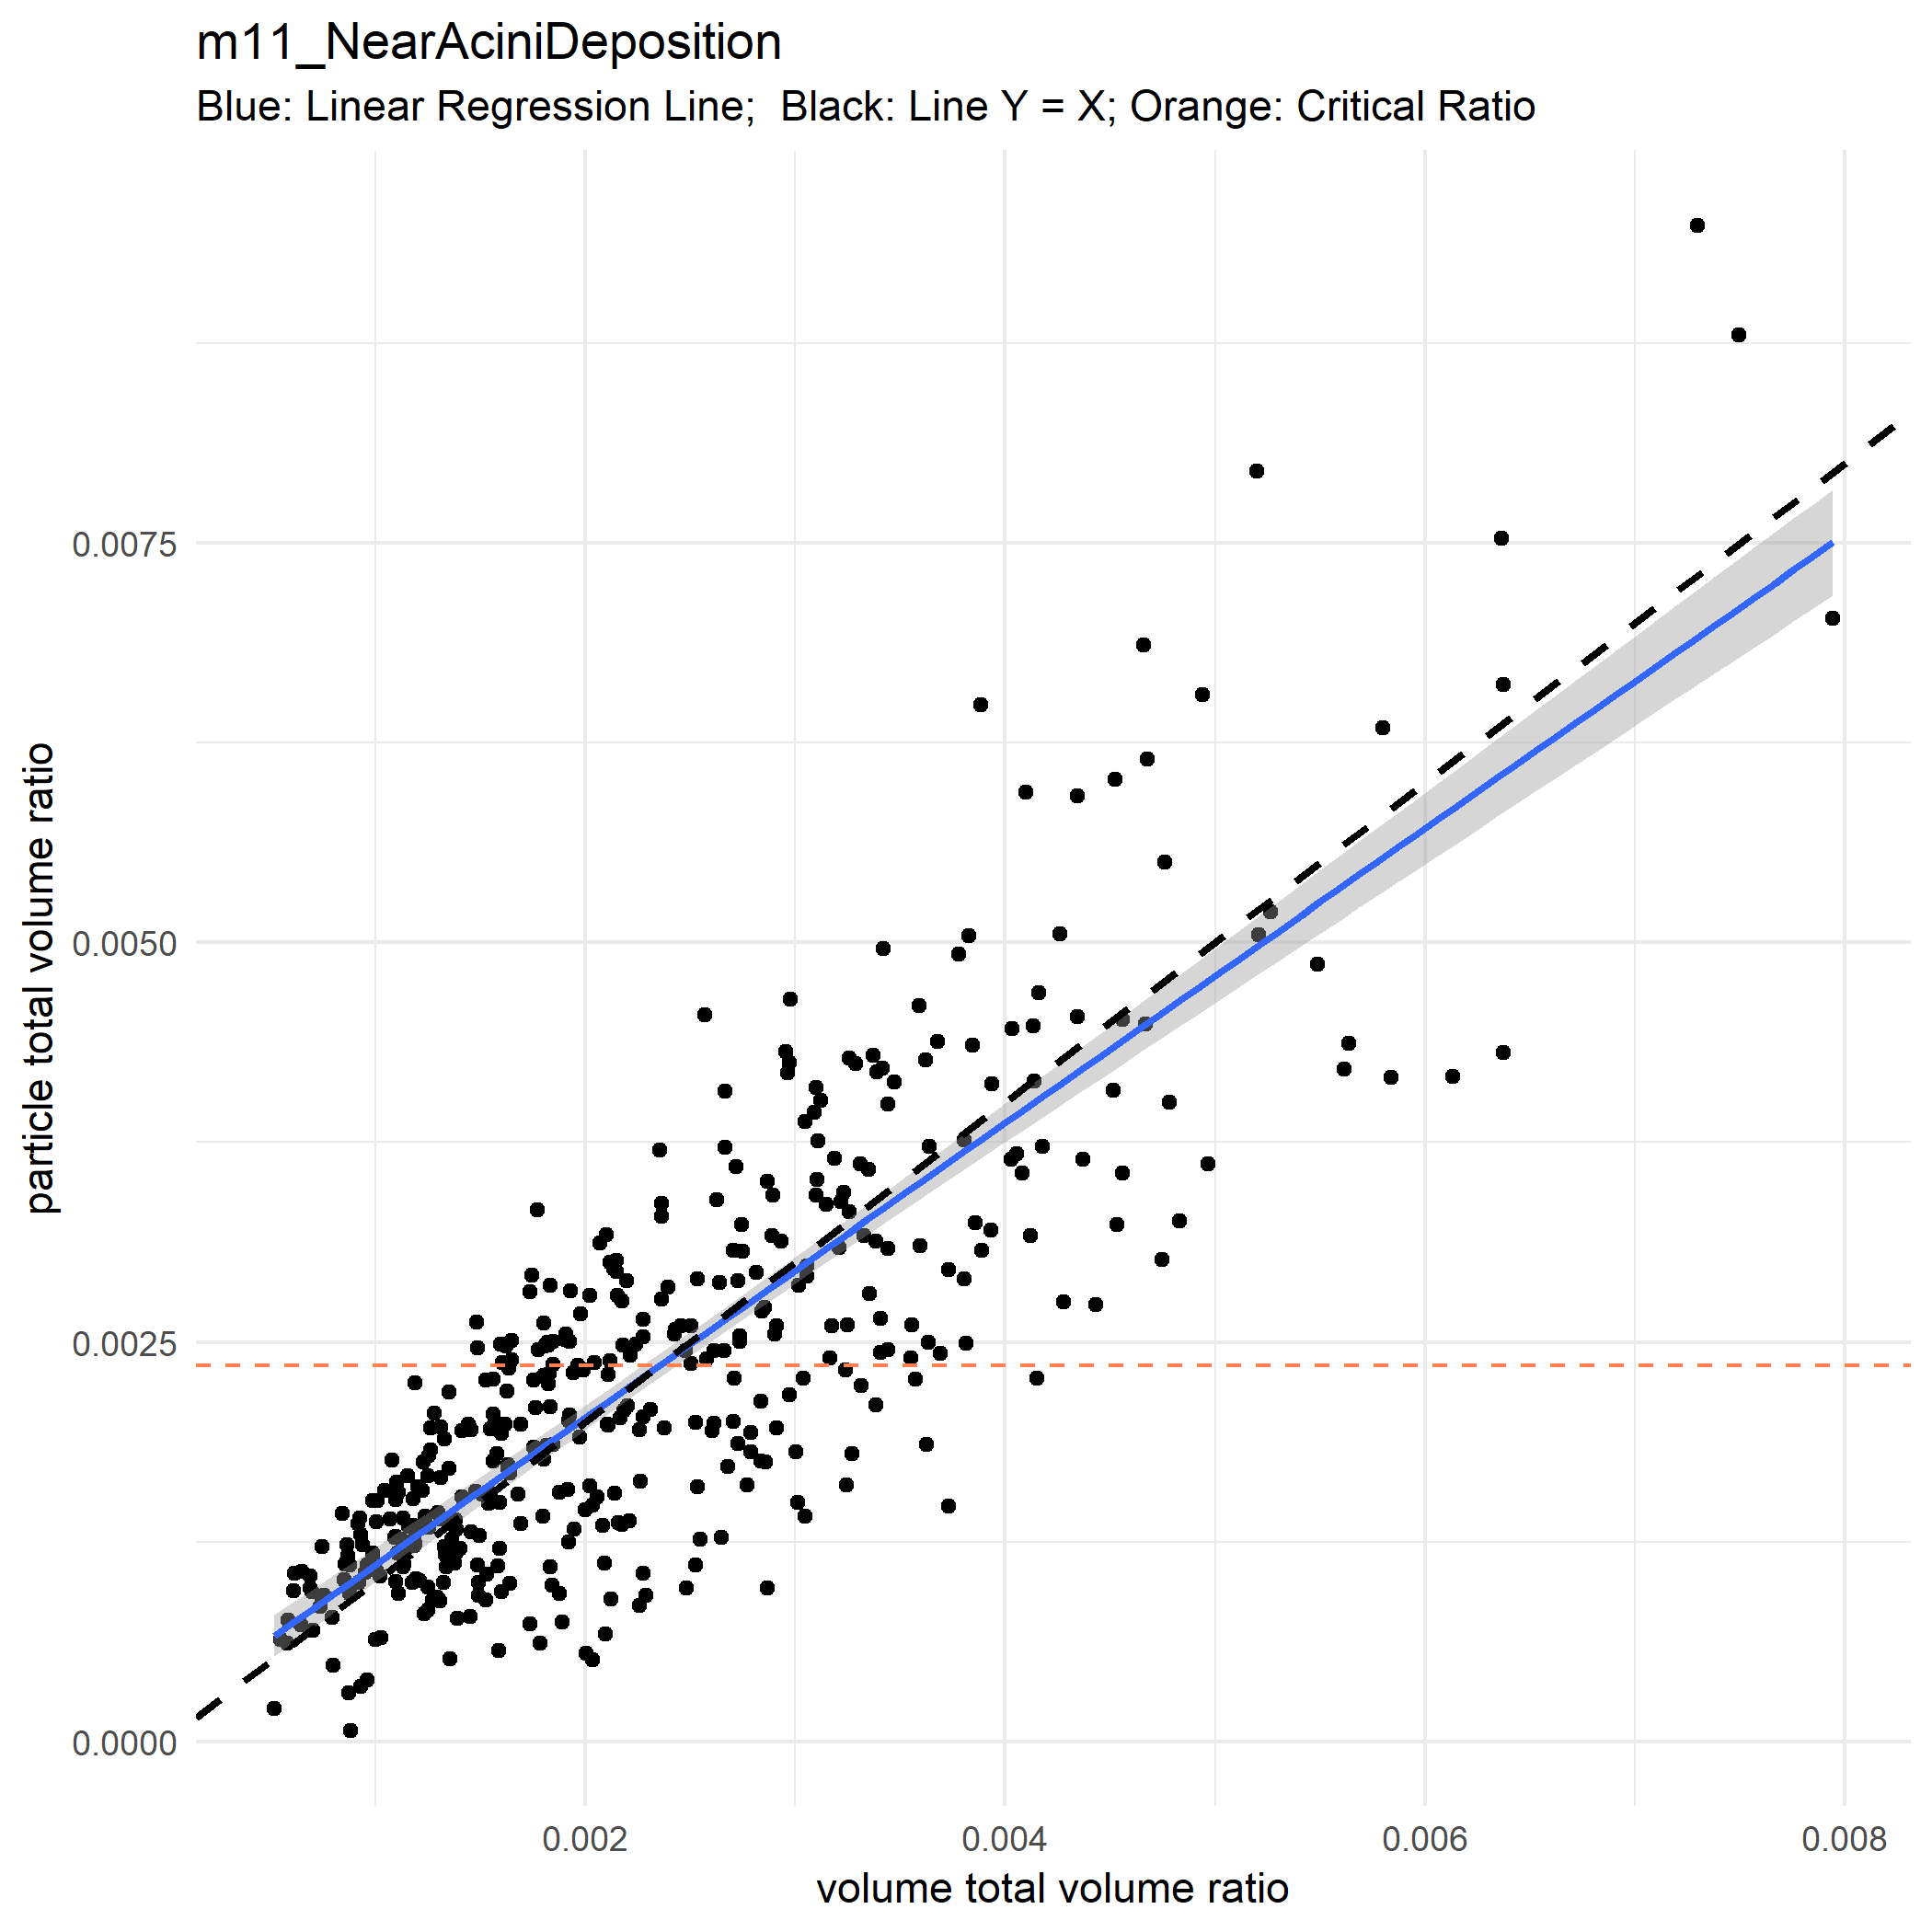 m11_NearAciniDeposition
Blue: Linear Regression Line;  Black: Line Y = X; Orange: Critical Ratio
particle total volume ratio
0.0075
0.0050
0.0025
0.0000
0.002 0.004 0.006 0.008
volume total volume ratio